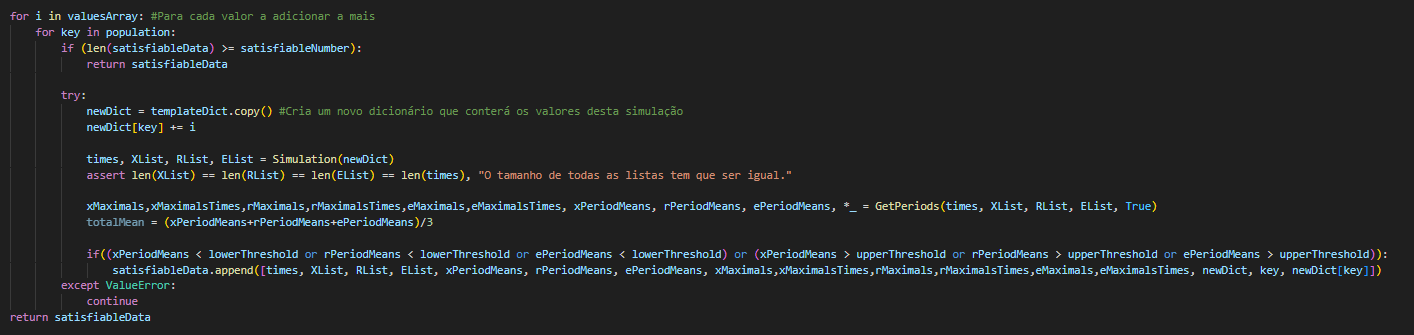 for i in valuesArray: #Para cada valor a adicionar a mais
for key in population:
if (len(satisfiableData) >= satisfiableNumber):
return satisfiableData
try:
newDict = templateDict.copy() #Cria um novo dicionário que conterá os valores desta simulação
newDict[key] += i
times, XList, RList, EList = Simulation(newDict)
assert len(XList) == len(RList) == len(EList) == len(times), "O tamanho de todas as listas tem que ser igual."
xMaximals,xMaximalsTimes,rMaximals,rMaximalsTimes,eMaximals,eMaximalsTimes, xPeriodMeans, rPeriodMeans, ePeriodMeans, *_ = GetPeriods(times, XList, RList, EList, True)
totalMean = (xPeriodMeans+rPeriodMeans+ePeriodMeans)/3
if((xPeriodMeans < lowerThreshold or rPeriodMeans < lowerThreshold or ePeriodMeans < lowerThreshold) or (xPeriodMeans > upperThreshold or rPeriodMeans > upperThreshold or ePeriodMeans > upperThreshold)):
satisfiableData.append([times, XList, RList, EList, xPeriodMeans, rPeriodMeans, ePeriodMeans, xMaximals,xMaximalsTimes,rMaximals,rMaximalsTimes,eMaximals,eMaximalsTimes, newDict, key, newDict[key]])
except ValueError:
continue
return satisfiableData